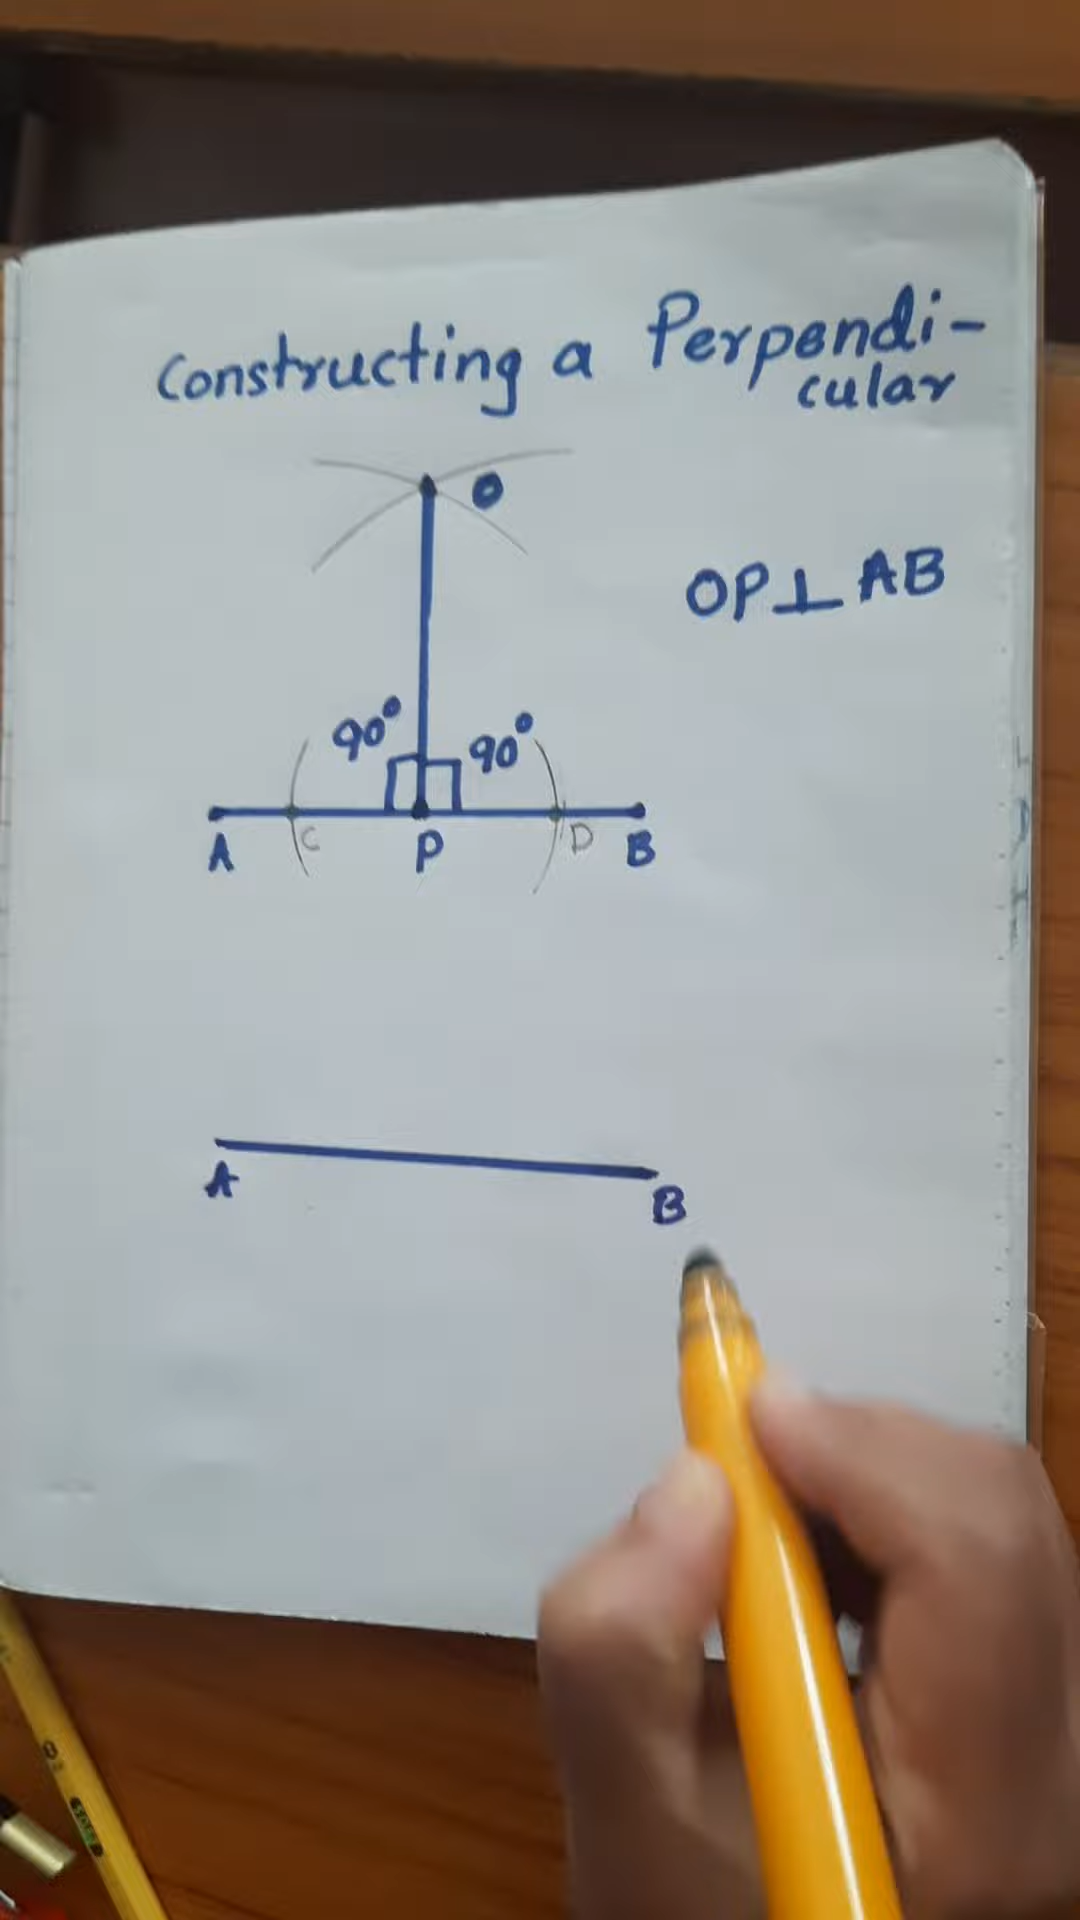 Constructing a Perpendi-
cular
O
OP⊥AB
90° 90°
A C P D B
A B